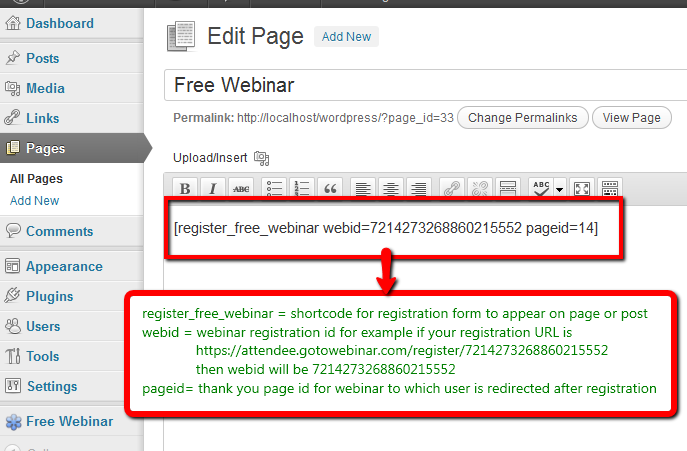 Dashboard
Edit Page
Add New
Posts
Media
Free Webinar
Links
Permalink: http://localhost/wordpress/?page_id=33
Change Permalinks
View Page
Pages
Upload/Insert
All Pages
Add New
B I ABC ABC
[register_free_webinar webid=7214273268860215552 pageid=14]
Comments
Appearance
Plugins
Users
Tools
Settings
Free Webinar
register_free_webinar = shortcode for registration form to appear on page or post
webid = webinar registration id for example if your registration URL is
https://attendee.gotowebinar.com/register/7214273268860215552
then webid will be 7214273268860215552
pageid= thank you page id for webinar to which user is redirected after registration